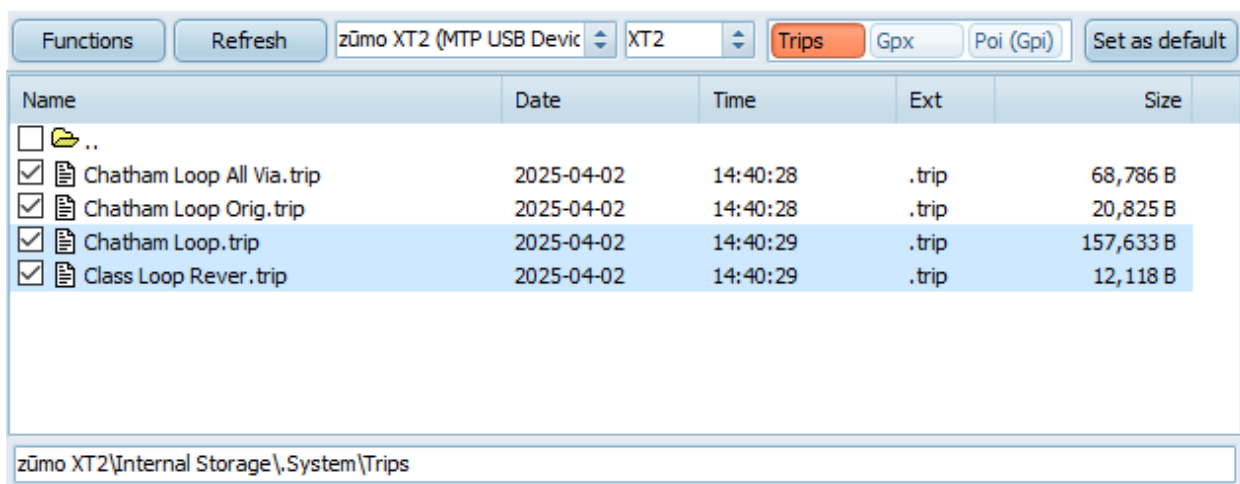 Functions Refresh zūmo XT2 (MTP USB Devic XT2 Trips Gpx Poi (Gpi) Set as default
Name Date Time Ext Size
..
Chatham Loop All Via.trip 2025-04-02 14:40:28 .trip 68,786 B
Chatham Loop Orig.trip 2025-04-02 14:40:28 .trip 20,825 B
Chatham Loop.trip 2025-04-02 14:40:29 .trip 157,633 B
Class Loop Rever.trip 2025-04-02 14:40:29 .trip 12,118 B
zūmo XT2\Internal Storage\.System\Trips